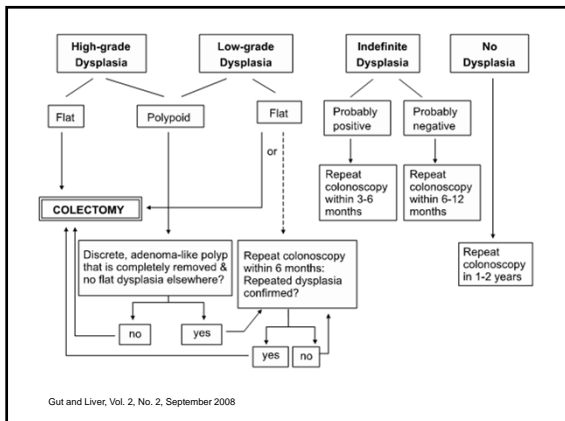 High-grade
Dysplasia
Low-grade
Dysplasia
Indefinite
Dysplasia
No
Dysplasia
Flat
Polypoid
Flat
Probably
positive
Probably
negative
or
Repeat
colonoscopy
within 3-6
months
Repeat
colonoscopy
within 6-12
months
COLECTOMY
Discrete, adenoma-like polyp
that is completely removed &
no flat dysplasia elsewhere?
Repeat colonoscopy
within 6 months:
Repeated dysplasia
confirmed?
Repeat
colonoscopy
in 1-2 years
no
yes
yes
no
Gut and Liver, Vol. 2, No. 2, September 2008